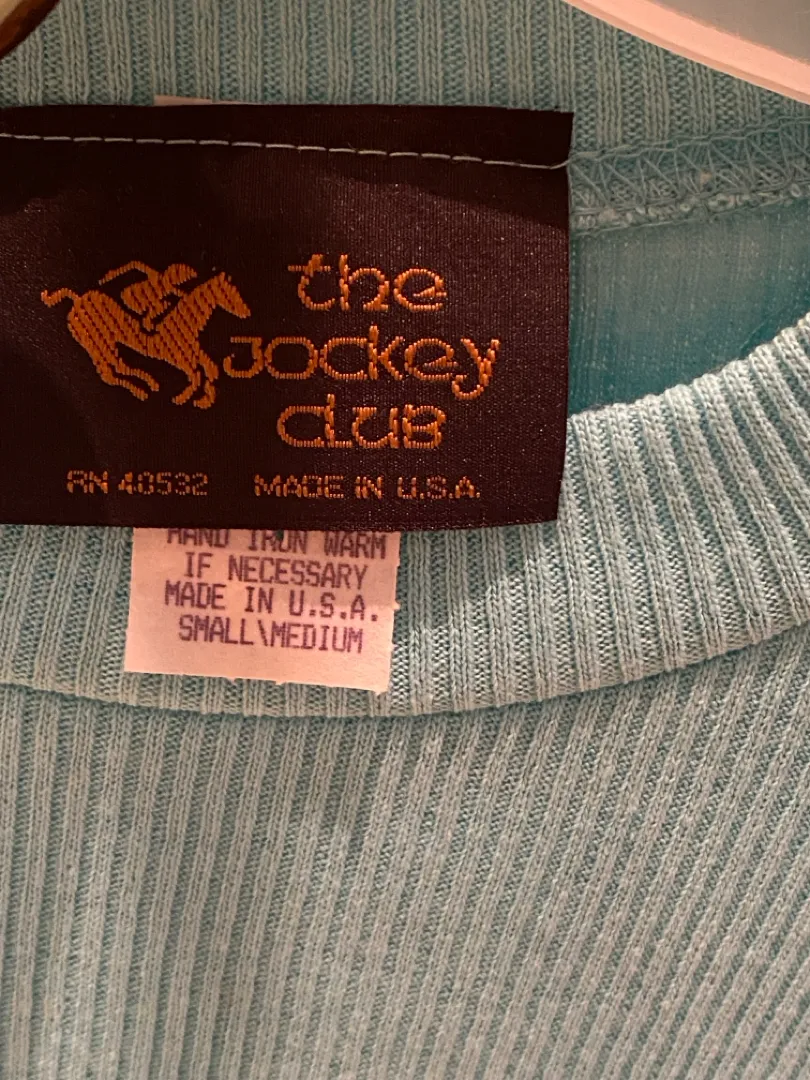 the
Jockey
club
RN 40532 MADE IN U.S.A.
HAND IRON WARM
IF NECESSARY
MADE IN U.S.A.
SMALL\MEDIUM